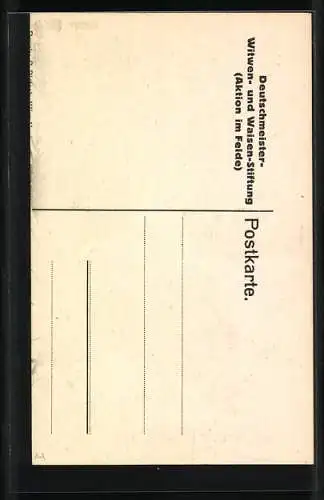 Deutschmeister-
Witwen- und Waisen-Stiftung
(Aktion im Felde)
Postkarte.